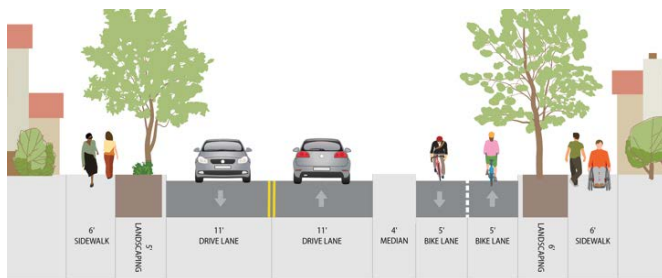 6'
SIDEWALK
5'
LANDSCAPING
11'
DRIVE LANE
11'
DRIVE LANE
4'
MEDIAN
5'
BIKE LANE
5'
BIKE LANE
6'
LANDSCAPING
6'
SIDEWALK